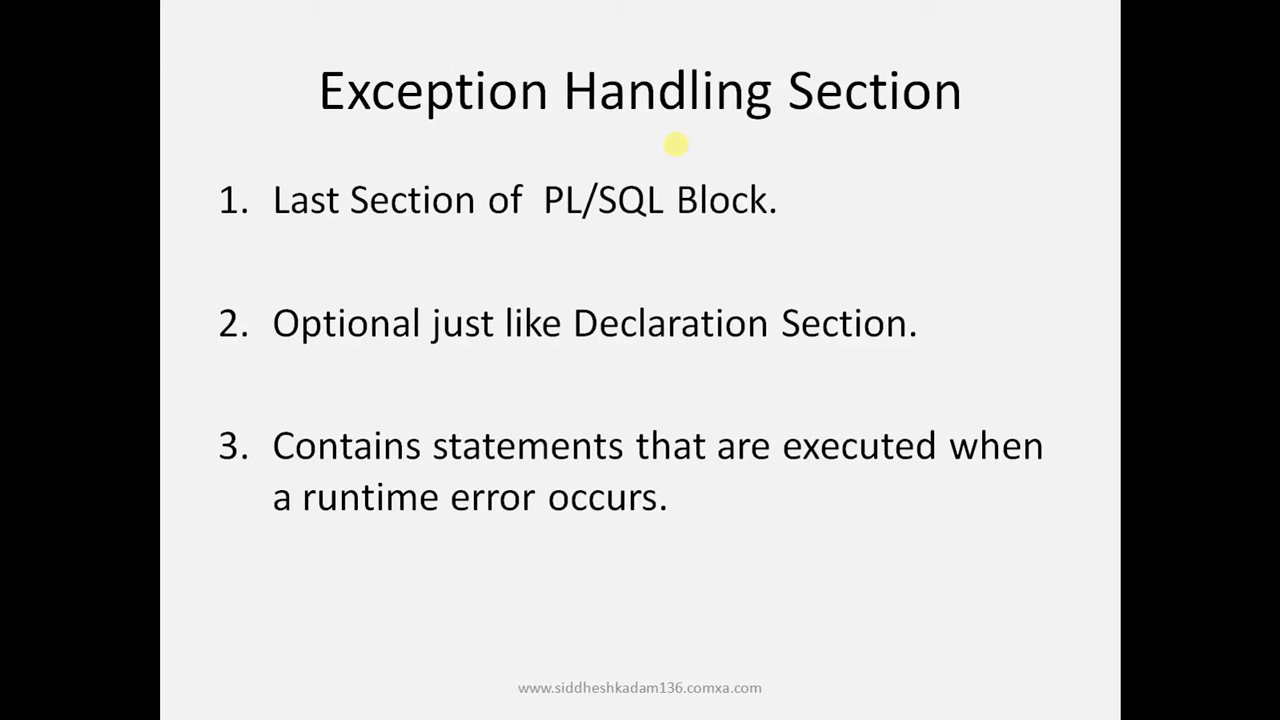 Exception Handling Section
1. Last Section of PL/SQL Block.
2. Optional just like Declaration Section.
3. Contains statements that are executed when
a runtime error occurs.
www.siddheshkadam136.comxa.com